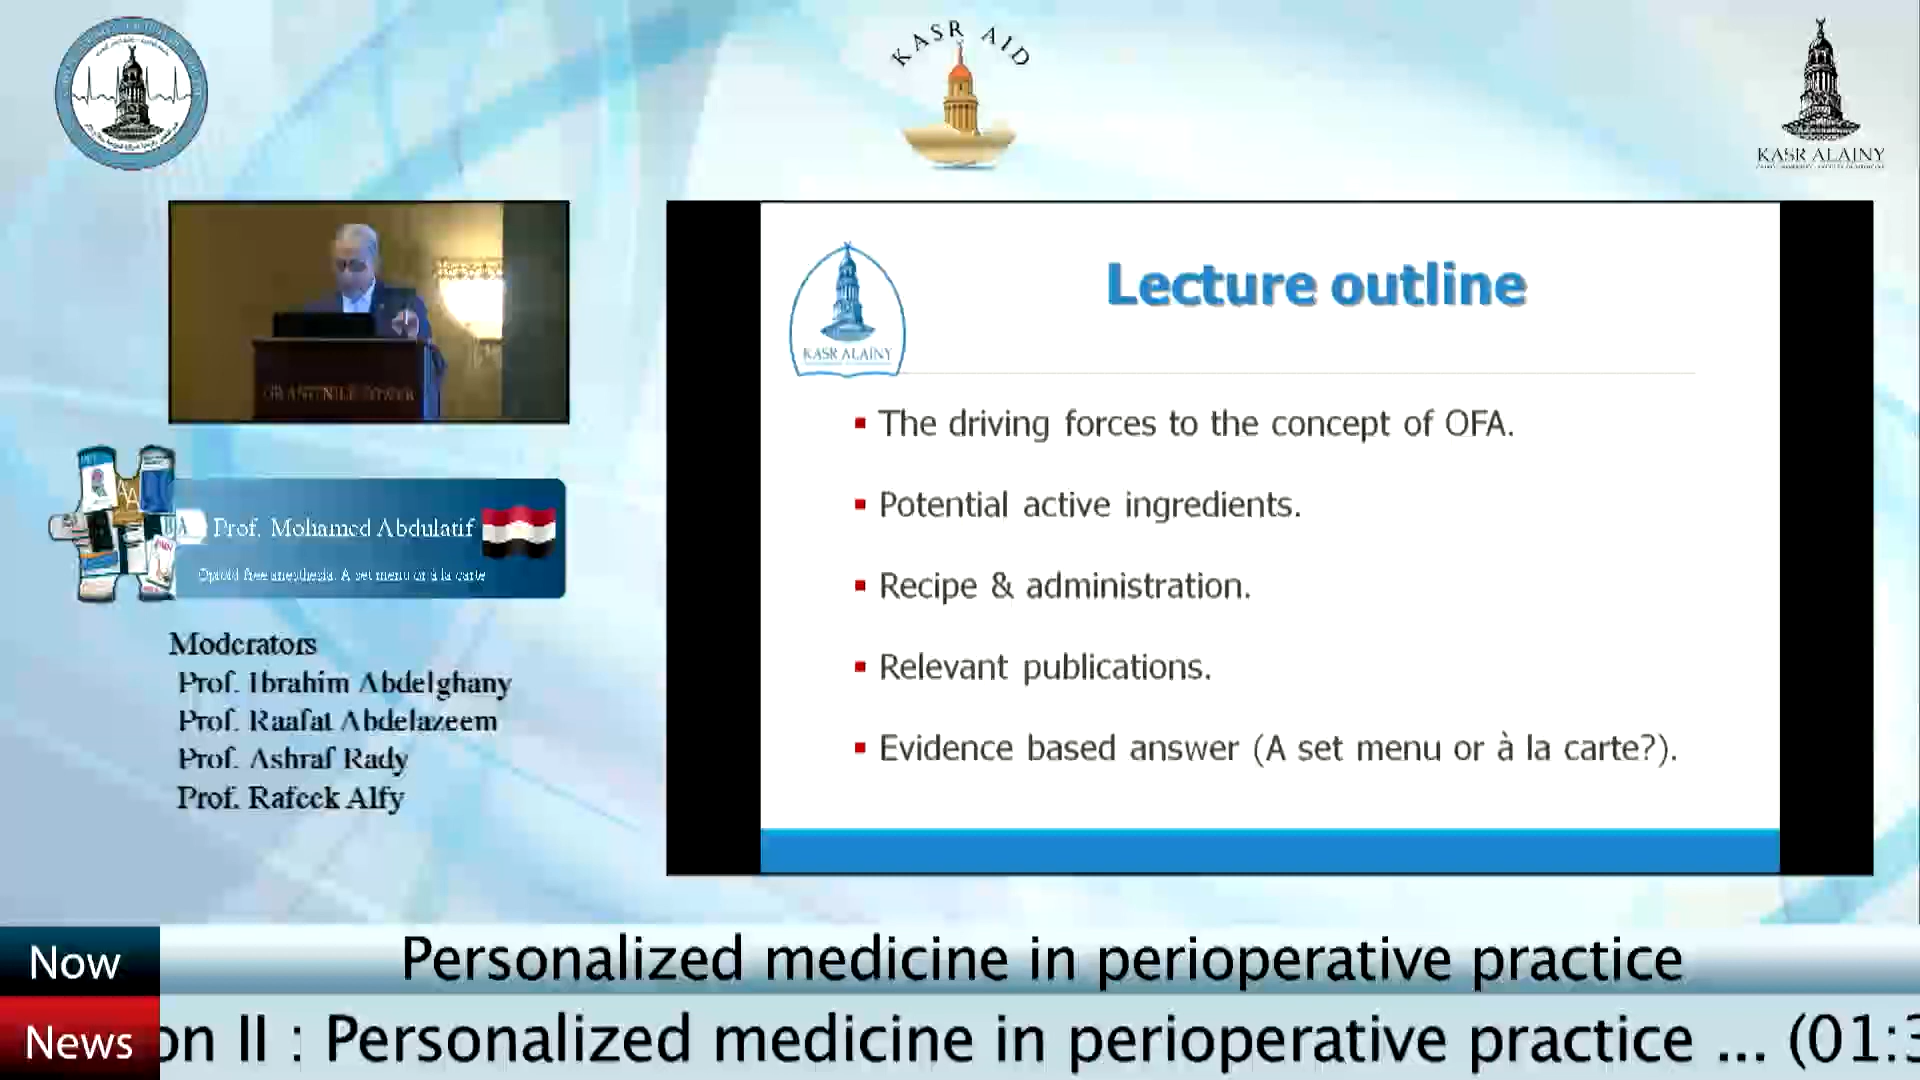 KASR AID
KASR ALAINY
GRAND NILE TOWER
Prof. Mohamed Abdulatif
Opioid free anesthesia: A set menu or à la carte
Moderators
Prof. Ibrahim Abdelghany
Prof. Raafat Abdelazeem
Prof. Ashraf Rady
Prof. Rafeek Alfy
KASR ALAINY
Lecture outline
▪ The driving forces to the concept of OFA.
▪ Potential active ingredients.
▪ Recipe & administration.
▪ Relevant publications.
▪ Evidence based answer (A set menu or à la carte?).
Now
Personalized medicine in perioperative practice
News
on II : Personalized medicine in perioperative practice ... (01:3